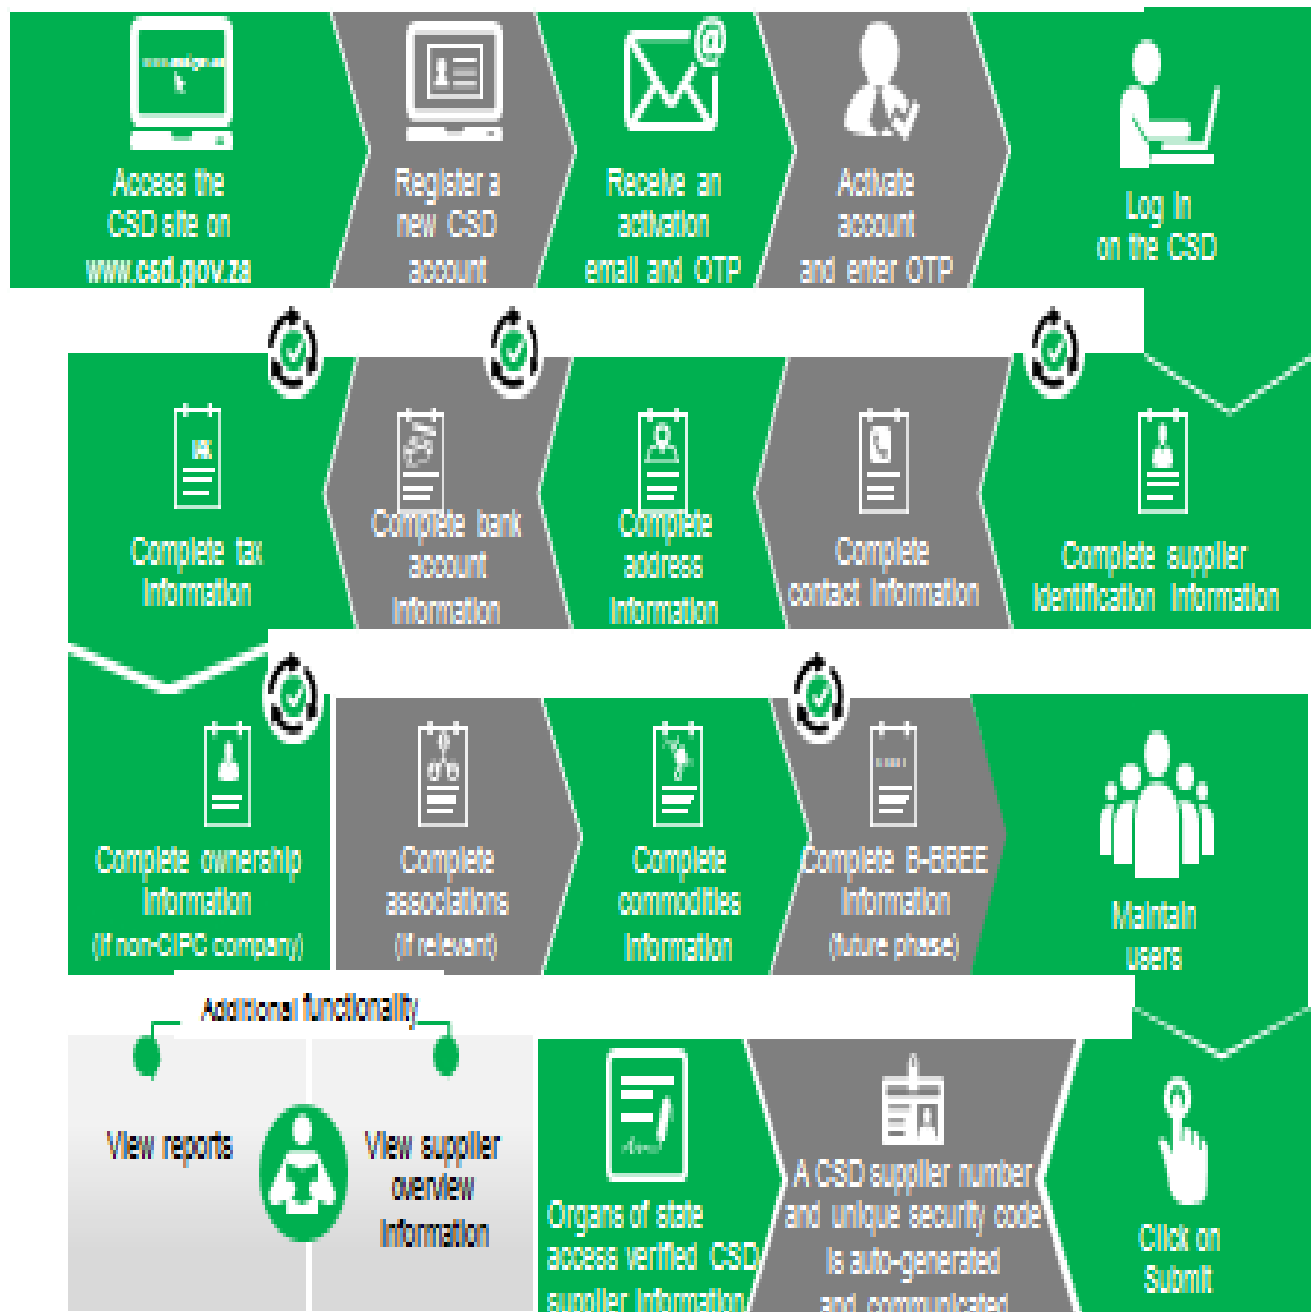 Access the
CSD site on
www.csd.gov.za
Register a
new CSD
account
Receive an
activation
email and OTP
Activate
account
and enter OTP
Log in
on the CSD
Complete supplier
identification information
Complete
contact information
Complete
address
information
Complete bank
account
information
TAX
Complete tax
information
Complete ownership
information
(if non-CIPC company)
Complete
associations
(if relevant)
Complete
commodities
information
Complete B-BBEE
information
(future phase)
Maintain
users
Click on
Submit
A CSD supplier number
and unique security code
is auto-generated
and communicated
Organs of state
access verified CSD
supplier information
Additional functionality
View reports
View supplier
overview
information